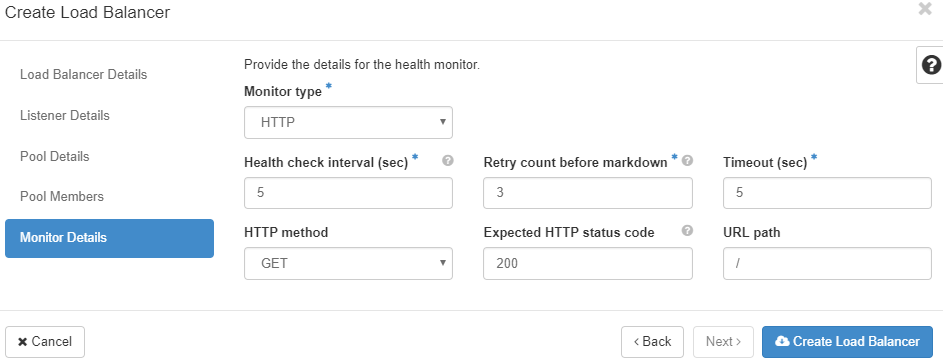 Create Load Balancer
Load Balancer Details
Listener Details
Pool Details
Pool Members
Monitor Details
Provide the details for the health monitor.
Monitor type *
HTTP
Health check interval (sec) * Retry count before markdown * Timeout (sec) *
5 3 5
HTTP method Expected HTTP status code URL path
GET 200 /
Cancel < Back Next > Create Load Balancer